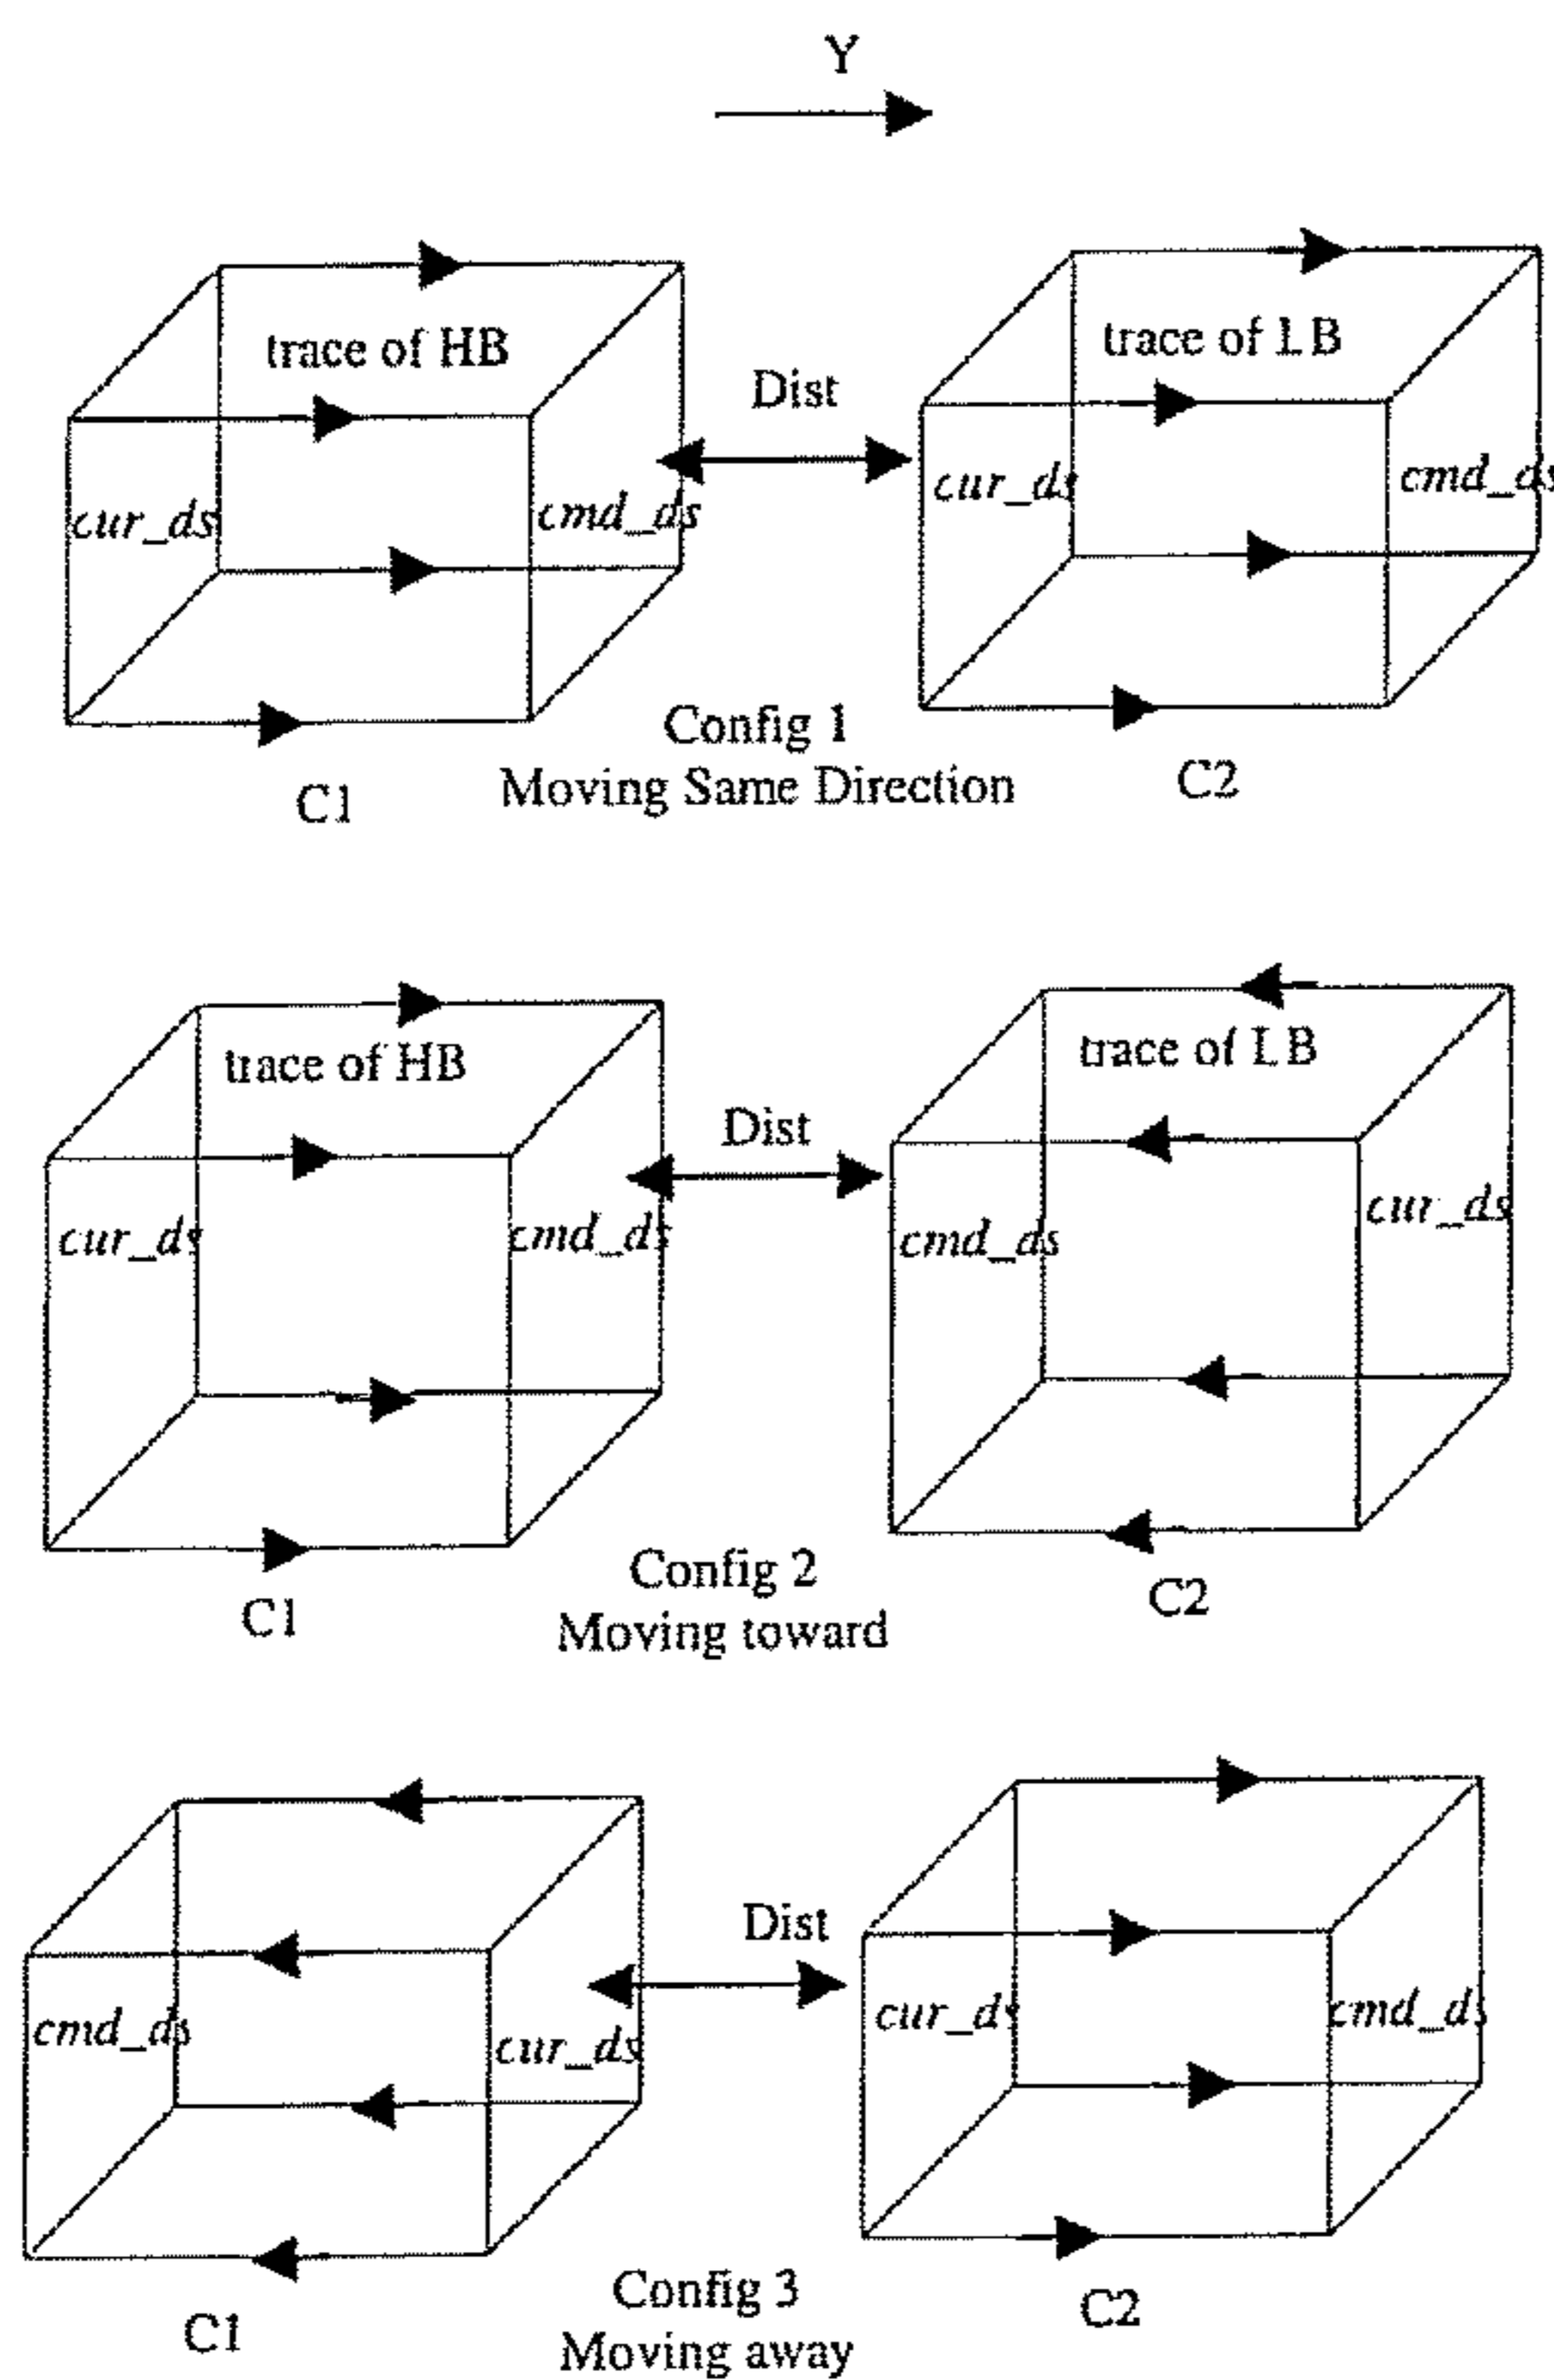 Y
trace of HB
trace of LB
Dist
cur_ds
cmd_ds
cur_ds
cmd_ds
Config 1
Moving Same Direction
C1
C2
trace of HB
trace of LB
Dist
cur_ds
cmd_ds
cmd_ds
cur_ds
Config 2
Moving toward
C1
C2
Dist
cmd_ds
cur_ds
cur_ds
cmd_ds
Config 3
Moving away
C1
C2